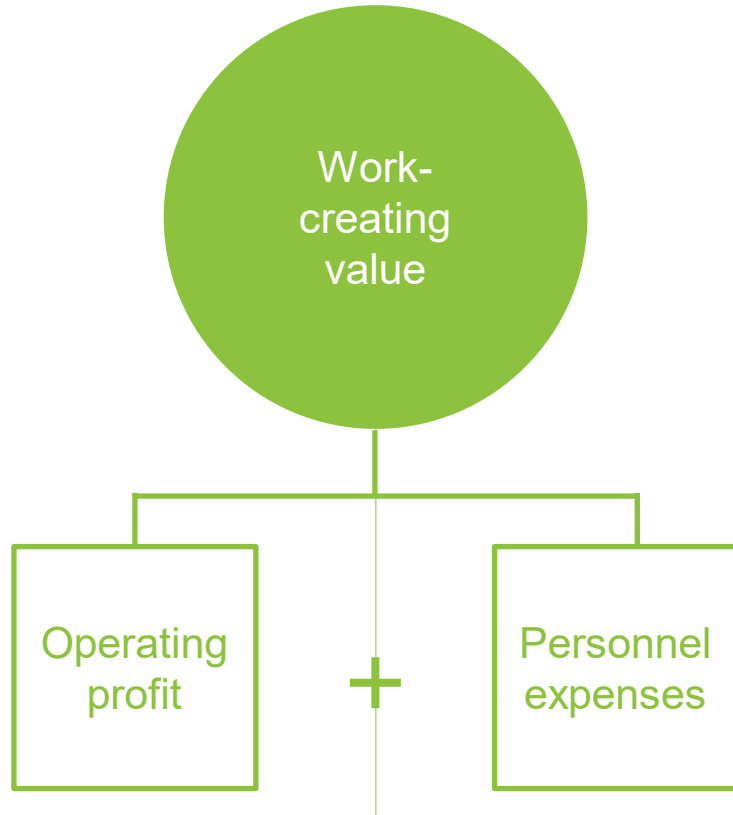 Work-
creating
value
Operating
profit
+
Personnel
expenses